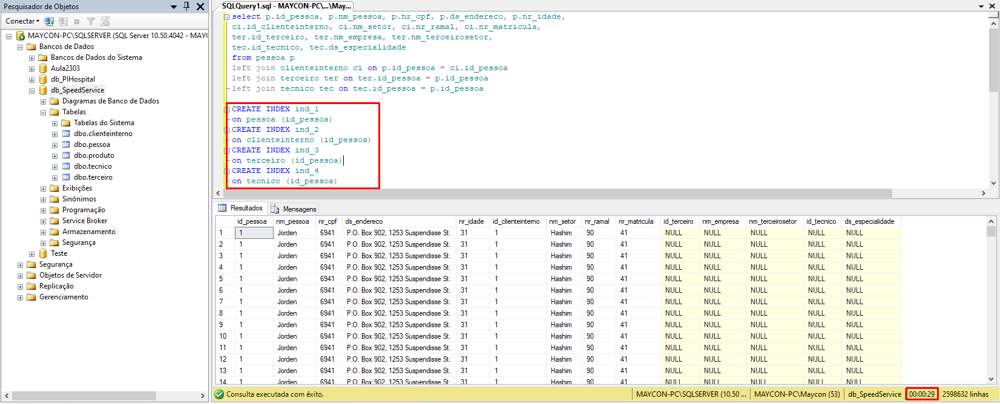 Pesquisador de Objetos
Conectar
MAYCON-PC\SQLSERVER (SQL Server 10.50.4042 - MAYC
Bancos de Dados
Bancos de Dados do Sistema
Aula2303
db_PIHospital
db_SpeedService
Diagramas de Banco de Dados
Tabelas
Tabelas do Sistema
dbo.clienteinterno
dbo.pessoa
dbo.produto
dbo.tecnico
dbo.terceiro
Exibições
Sinônimos
Programação
Service Broker
Armazenamento
Segurança
Teste
Segurança
Objetos de Servidor
Replicação
Gerenciamento
SQLQuery1.sql - MAYCON-PC\...\May...
select p.id_pessoa, p.nm_pessoa, p.nr_cpf, p.ds_endereco, p.nr_idade,
ci.id_clienteinterno, ci.nm_setor, ci.nr_ramal, ci.nr_matricula,
ter.id_terceiro, ter.nm_empresa, ter.nm_terceirosetor,
tec.id_tecnico, tec.ds_especialidade
from pessoa p
left join clienteinterno ci on p.id_pessoa = ci.id_pessoa
left join terceiro ter on ter.id_pessoa = p.id_pessoa
left join tecnico tec on tec.id_pessoa = p.id_pessoa
CREATE INDEX ind_1
on pessoa (id_pessoa)
CREATE INDEX ind_2
on clienteinterno (id_pessoa)
CREATE INDEX ind_3
on terceiro (id_pessoa)
CREATE INDEX ind_4
on tecnico (id_pessoa)
Resultados Mensagens
id_pessoa nm_pessoa nr_cpf ds_endereco nr_idade id_clienteinterno nm_setor nr_ramal nr_matricula id_terceiro nm_empresa nm_terceirosetor id_tecnico ds_especialidade
1 1 Jorden 6941 P.O. Box 902, 1253 Suspendisse St. 31 1 Hashim 90 41 NULL NULL NULL NULL NULL
2 1 Jorden 6941 P.O. Box 902, 1253 Suspendisse St. 31 1 Hashim 90 41 NULL NULL NULL NULL NULL
3 1 Jorden 6941 P.O. Box 902, 1253 Suspendisse St. 31 1 Hashim 90 41 NULL NULL NULL NULL NULL
4 1 Jorden 6941 P.O. Box 902, 1253 Suspendisse St. 31 1 Hashim 90 41 NULL NULL NULL NULL NULL
5 1 Jorden 6941 P.O. Box 902, 1253 Suspendisse St. 31 1 Hashim 90 41 NULL NULL NULL NULL NULL
6 1 Jorden 6941 P.O. Box 902, 1253 Suspendisse St. 31 1 Hashim 90 41 NULL NULL NULL NULL NULL
7 1 Jorden 6941 P.O. Box 902, 1253 Suspendisse St. 31 1 Hashim 90 41 NULL NULL NULL NULL NULL
8 1 Jorden 6941 P.O. Box 902, 1253 Suspendisse St. 31 1 Hashim 90 41 NULL NULL NULL NULL NULL
9 1 Jorden 6941 P.O. Box 902, 1253 Suspendisse St. 31 1 Hashim 90 41 NULL NULL NULL NULL NULL
10 1 Jorden 6941 P.O. Box 902, 1253 Suspendisse St. 31 1 Hashim 90 41 NULL NULL NULL NULL NULL
11 1 Jorden 6941 P.O. Box 902, 1253 Suspendisse St. 31 1 Hashim 90 41 NULL NULL NULL NULL NULL
12 1 Jorden 6941 P.O. Box 902, 1253 Suspendisse St. 31 1 Hashim 90 41 NULL NULL NULL NULL NULL
13 1 Jorden 6941 P.O. Box 902, 1253 Suspendisse St. 31 1 Hashim 90 41 NULL NULL NULL NULL NULL
14 1 Jorden 6941 P.O. Box 902, 1253 Suspendisse St. 31 1 Hashim 90 41 NULL NULL NULL NULL NULL
Consulta executada com êxito. MAYCON-PC\SQLSERVER (10.50 ... MAYCON-PC\Maycon (53) db_SpeedService 00:00:29 2598632 linhas